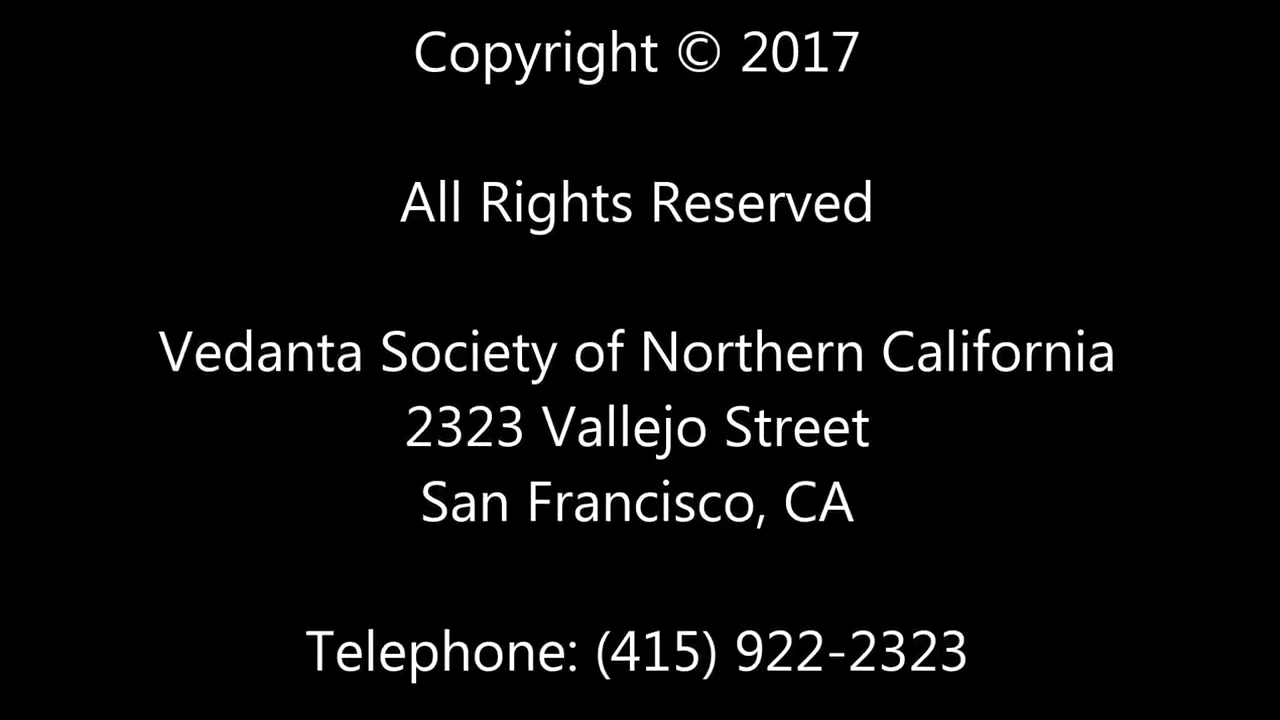 Copyright © 2017
All Rights Reserved
Vedanta Society of Northern California
2323 Vallejo Street
San Francisco, CA
Telephone: (415) 922-2323